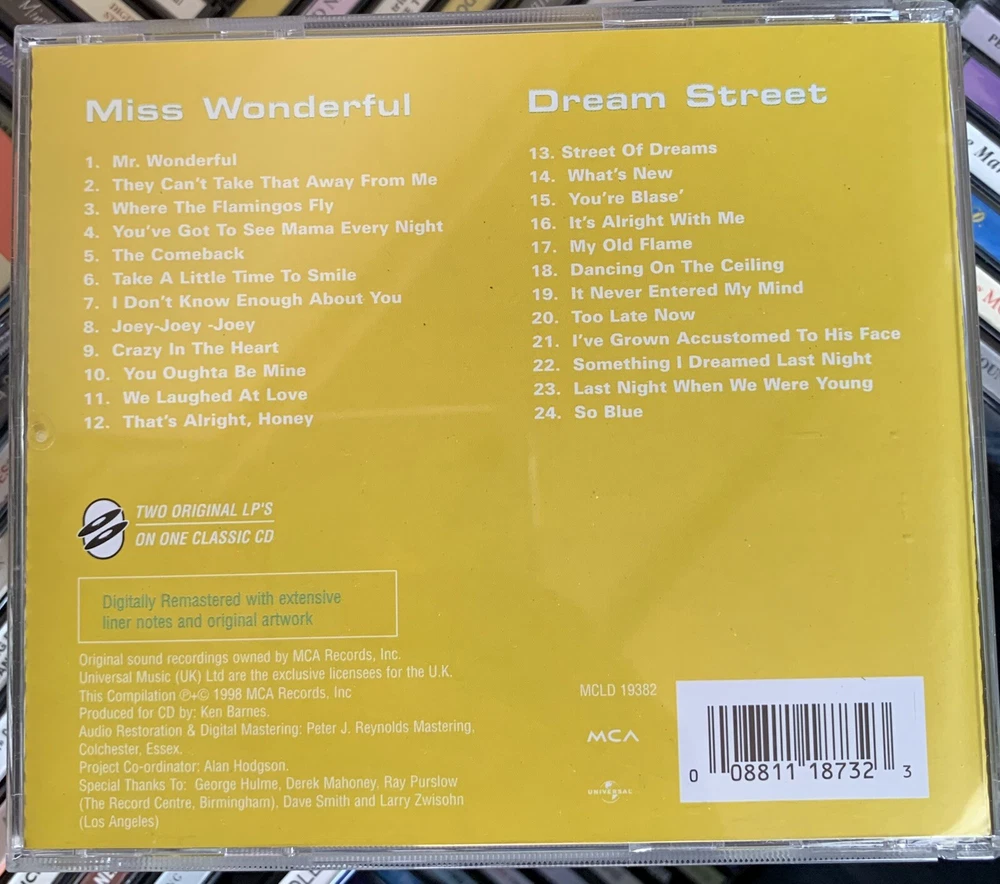 Miss Wonderful
1. Mr. Wonderful
2. They Can't Take That Away From Me
3. Where The Flamingos Fly
4. You've Got To See Mama Every Night
5. The Comeback
6. Take A Little Time To Smile
7. I Don't Know Enough About You
8. Joey-Joey -Joey
9. Crazy In The Heart
10. You Oughta Be Mine
11. We Laughed At Love
12. That's Alright, Honey
Dream Street
13. Street Of Dreams
14. What's New
15. You're Blase'
16. It's Alright With Me
17. My Old Flame
18. Dancing On The Ceiling
19. It Never Entered My Mind
20. Too Late Now
21. I've Grown Accustomed To His Face
22. Something I Dreamed Last Night
23. Last Night When We Were Young
24. So Blue
TWO ORIGINAL LP'S
ON ONE CLASSIC CD
Digitally Remastered with extensive
liner notes and original artwork
Original sound recordings owned by MCA Records, Inc.
Universal Music (UK) Ltd are the exclusive licensees for the U.K.
This Compilation ℗+© 1998 MCA Records, Inc
Produced for CD by: Ken Barnes.
Audio Restoration & Digital Mastering: Peter J. Reynolds Mastering,
Colchester, Essex.
Project Co-ordinator: Alan Hodgson.
Special Thanks To: George Hulme, Derek Mahoney, Ray Purslow
(The Record Centre, Birmingham), Dave Smith and Larry Zwisohn
(Los Angeles)
MCLD 19382
MCA
UNIVERSAL
0 08811 18732 3